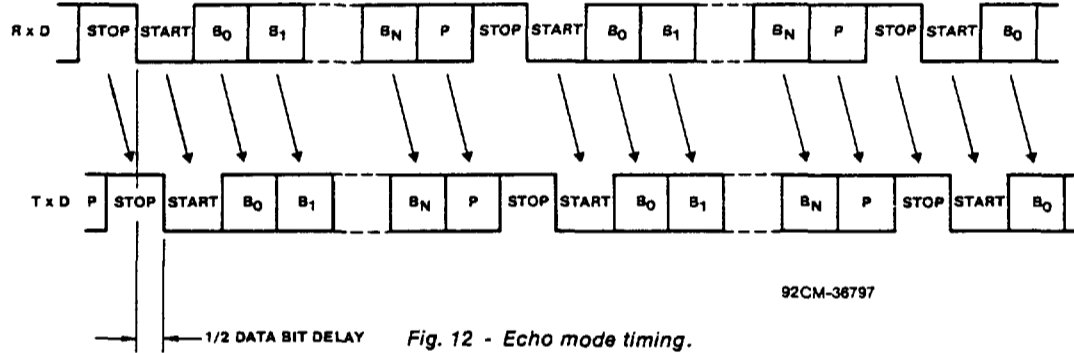 R x D STOP START B0 B1 BN P STOP START B0 B1 BN P STOP START B0
T x D P STOP START B0 B1 BN P STOP START B0 B1 BN P STOP START B0
92CM-36797
1/2 DATA BIT DELAY Fig. 12 - Echo mode timing.